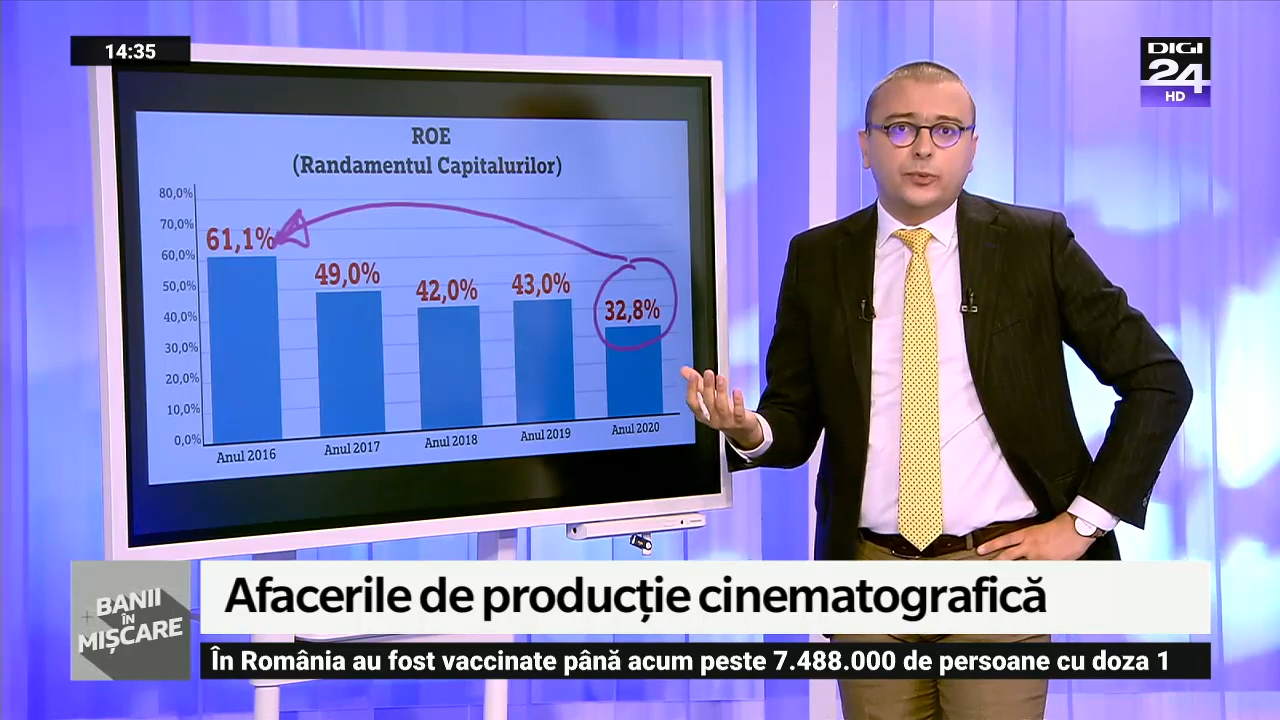 14:35
DIGI
24
HD
ROE
(Randamentul Capitalurilor)
80,0%
70,0%
60,0%
50,0%
40,0%
30,0%
20,0%
10,0%
0,0%
61,1%
49,0%
42,0%
43,0%
32,8%
Anul 2016
Anul 2017
Anul 2018
Anul 2019
Anul 2020
BANII
ÎN
MIȘCARE
Afacerile de producție cinematografică
În România au fost vaccinate până acum peste 7.488.000 de persoane cu doza 1